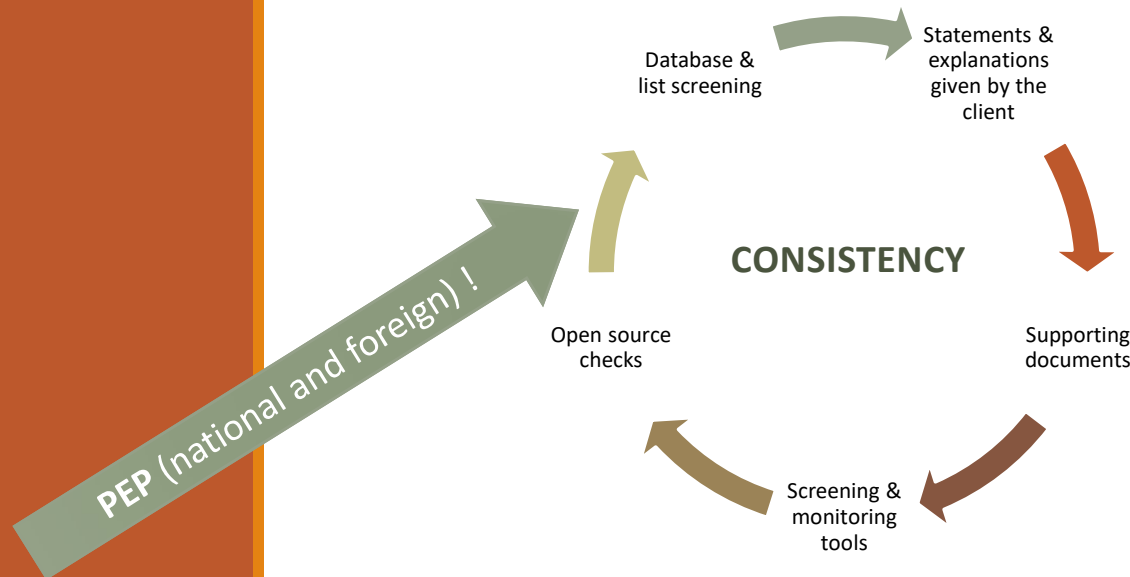 Database &
list screening
Statements &
explanations
given by the
client
CONSISTENCY
Supporting
documents
Screening &
monitoring
tools
Open source
checks
PEP (national and foreign) !